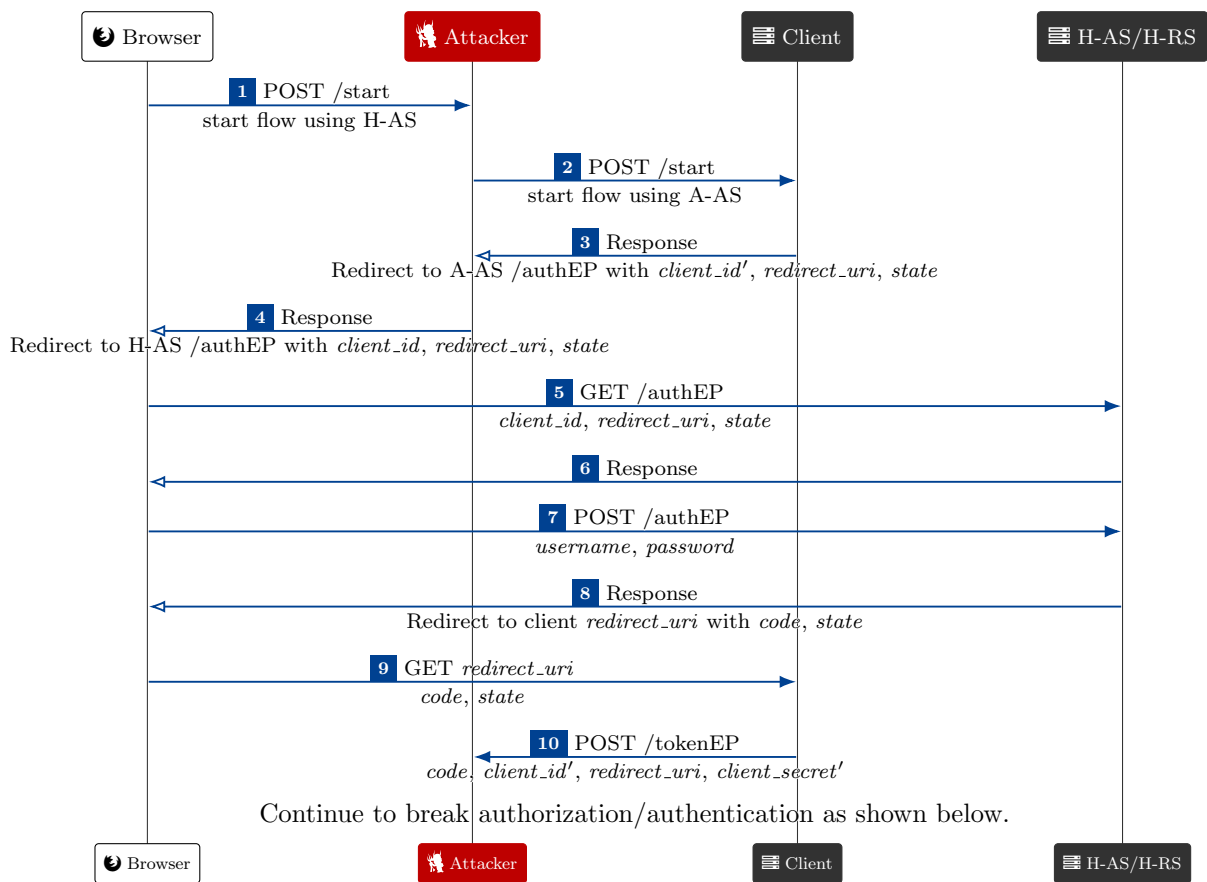 Browser
Attacker
Client
H-AS/H-RS
1 POST /start
start flow using H-AS
2 POST /start
start flow using A-AS
3 Response
Redirect to A-AS /authEP with client_id′, redirect_uri, state
4 Response
Redirect to H-AS /authEP with client_id, redirect_uri, state
5 GET /authEP
client_id, redirect_uri, state
6 Response
7 POST /authEP
username, password
8 Response
Redirect to client redirect_uri with code, state
9 GET redirect_uri
code, state
10 POST /tokenEP
code, client_id′, redirect_uri, client_secret′
Continue to break authorization/authentication as shown below.
Browser
Attacker
Client
H-AS/H-RS